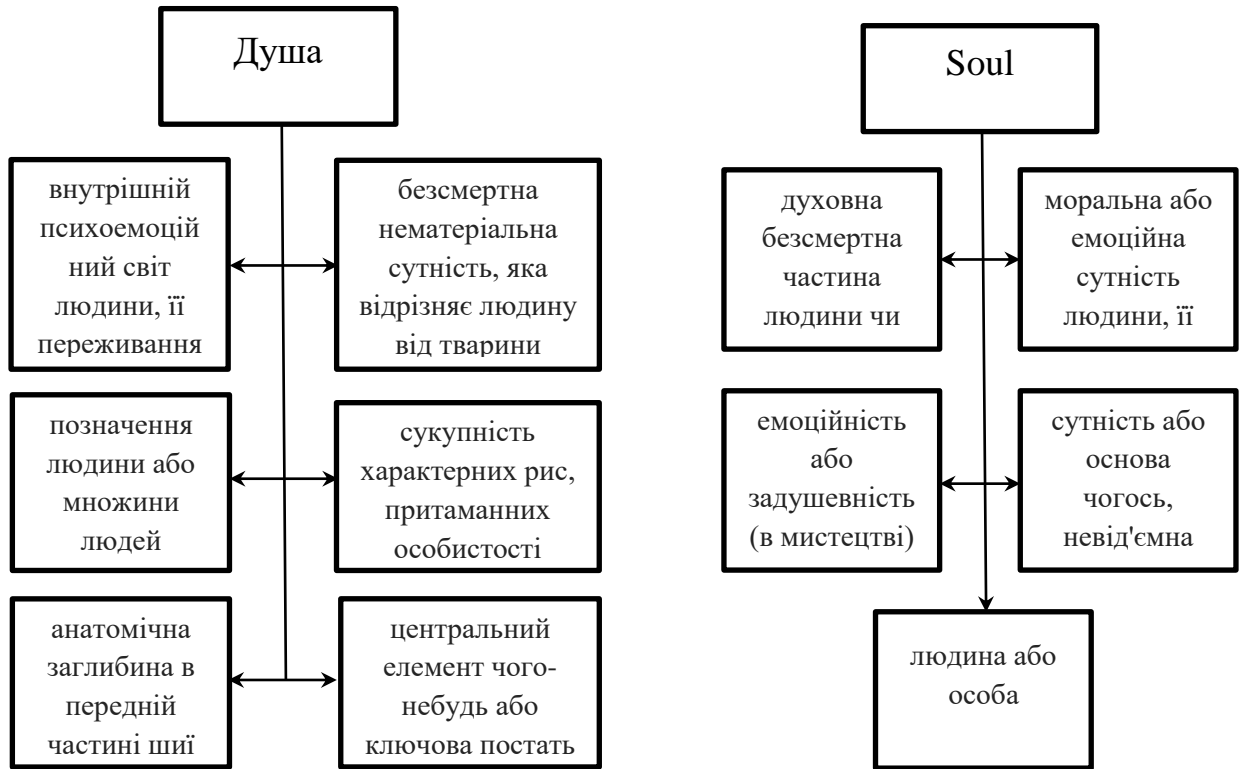 Душа
внутрішній
психоемоцій
ний світ
людини, її
переживання
безсмертна
нематеріальна
сутність, яка
відрізняє людину
від тварини
позначення
людини або
множини
людей
сукупність
характерних рис,
притаманних
особистості
анатомічна
заглибина в
передній
частині шиї
центральний
елемент чого-
небудь або
ключова постать
Soul
духовна
безсмертна
частина
людини чи
моральна або
емоційна
сутність
людини, її
емоційність
або
задушевність
(в мистецтві)
сутність або
основа
чогось,
невід'ємна
людина або
особа